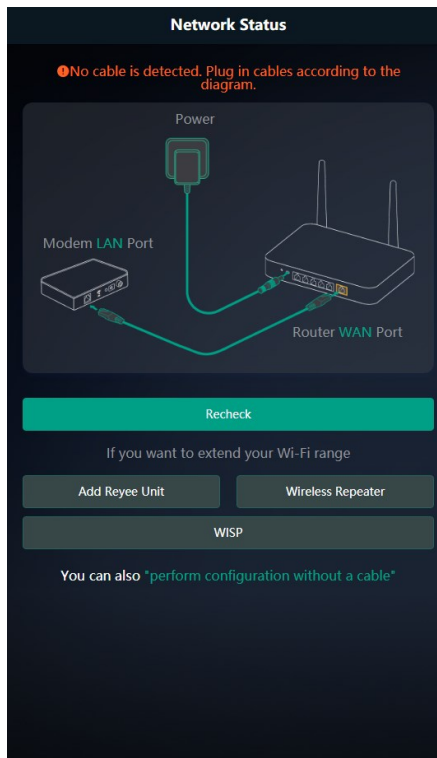 Network Status
No cable is detected. Plug in cables according to the
diagram.
Power
Modem LAN Port
Router WAN Port
Recheck
If you want to extend your Wi-Fi range
Add Reyee Unit
Wireless Repeater
WISP
You can also "perform configuration without a cable"